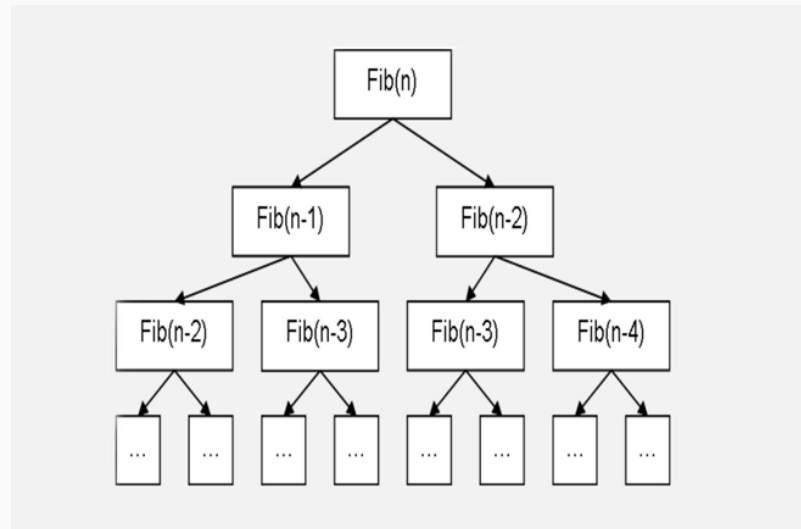 Fib(n)
Fib(n-1) Fib(n-2)
Fib(n-2) Fib(n-3) Fib(n-3) Fib(n-4)
... ... ... ... ... ... ... ...